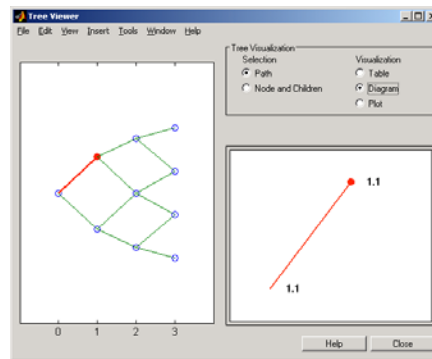 Tree Viewer
File Edit View Insert Tools Window Help
Tree Visualization
Selection
Visualization
Path
Table
Node and Children
Diagram
Plot
1.1
1.1
0 1 2 3
Help Close